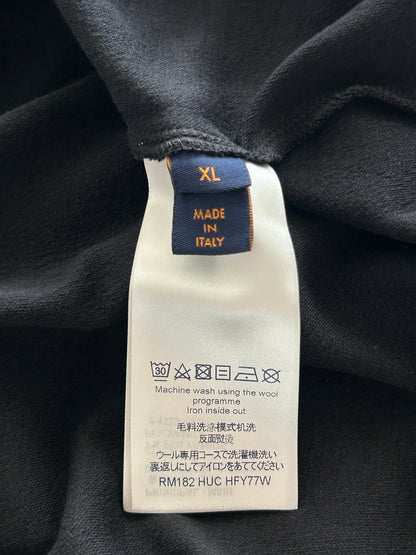 XL
MADE
IN
ITALY
30
Machine wash using the wool
programme
Iron inside out
毛料洗涤模式机洗
反面熨烫
ウール専用コースで洗濯機洗い
裏返しにしてアイロンをあててください
RM182 HUC HFY77W
PRINCIPAL - MAIN